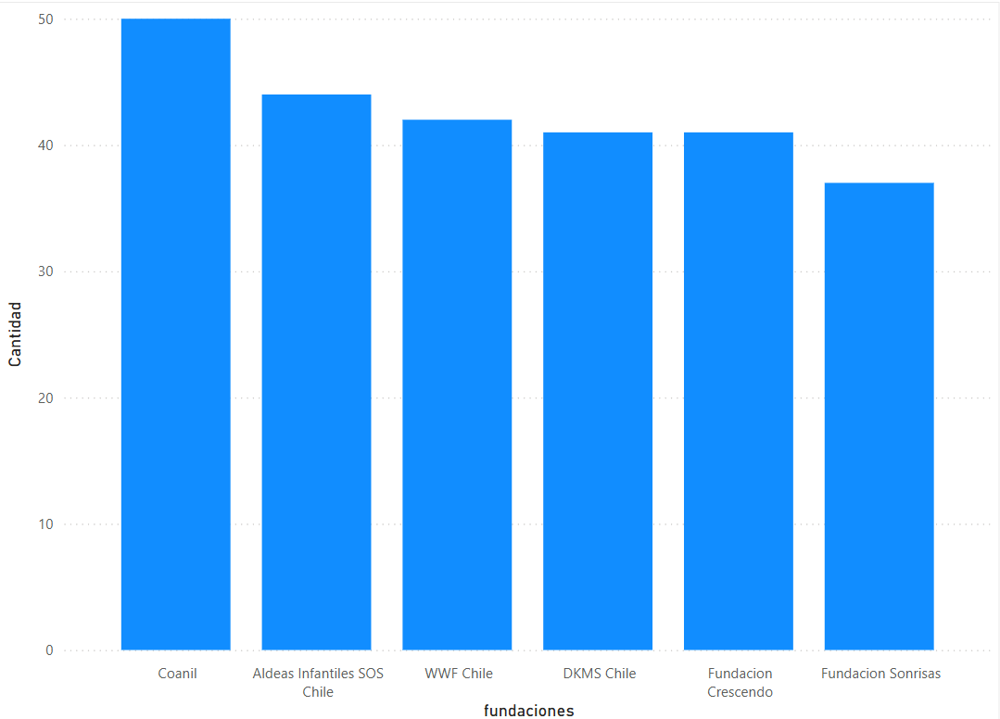 50
40
30
20
10
0
Cantidad
Coanil
Aldeas Infantiles SOS
Chile
WWF Chile
DKMS Chile
Fundacion
Crescendo
Fundacion Sonrisas
fundaciones